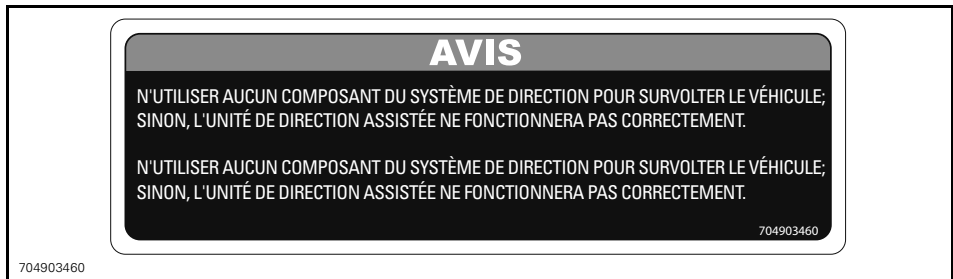 AVIS
N'UTILISER AUCUN COMPOSANT DU SYSTÈME DE DIRECTION POUR SURVOLTER LE VÉHICULE;
SINON, L'UNITÉ DE DIRECTION ASSISTÉE NE FONCTIONNERA PAS CORRECTEMENT.
N'UTILISER AUCUN COMPOSANT DU SYSTÈME DE DIRECTION POUR SURVOLTER LE VÉHICULE;
SINON, L'UNITÉ DE DIRECTION ASSISTÉE NE FONCTIONNERA PAS CORRECTEMENT.
704903460
704903460